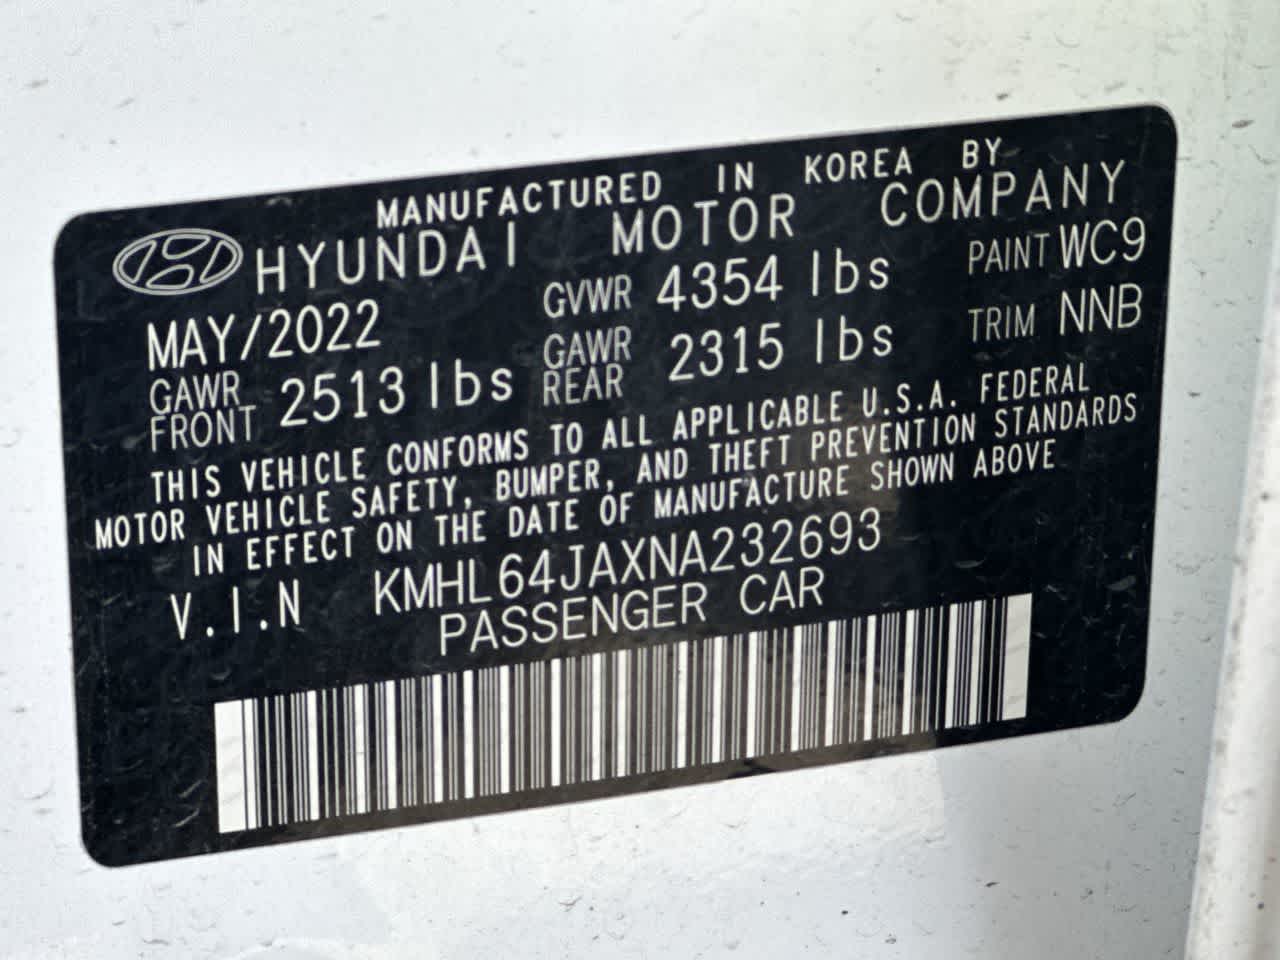 MANUFACTURED IN KOREA BY
HYUNDAI MOTOR COMPANY
MAY/2022 GVWR 4354 lbs PAINT WC9
GAWR FRONT 2513 lbs GAWR REAR 2315 lbs TRIM NNB
THIS VEHICLE CONFORMS TO ALL APPLICABLE U.S.A. FEDERAL
MOTOR VEHICLE SAFETY, BUMPER, AND THEFT PREVENTION STANDARDS
IN EFFECT ON THE DATE OF MANUFACTURE SHOWN ABOVE
V.I.N KMHL64JAXNA232693
PASSENGER CAR